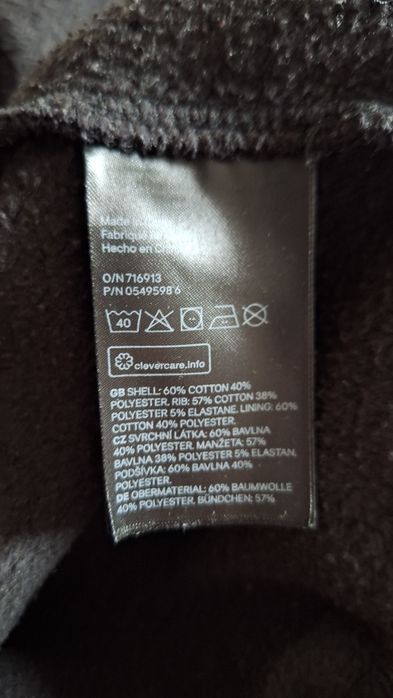 Made in
Fabriqué
Hecho en
O/N 716913
P/N 0549598 6
40
clevercare.info
GB SHELL: 60% COTTON 40%
POLYESTER. RIB: 57% COTTON 38%
POLYESTER 5% ELASTANE. LINING: 60%
COTTON 40% POLYESTER.
CZ SVRCHNÍ LÁTKA: 60% BAVLNA
40% POLYESTER. MANŽETA: 57%
BAVLNA 38% POLYESTER 5% ELASTAN.
PODŠÍVKA: 60% BAVLNA 40%
POLYESTER.
DE OBERMATERIAL: 60% BAUMWOLLE
40% POLYESTER. BÜNDCHEN: 57%